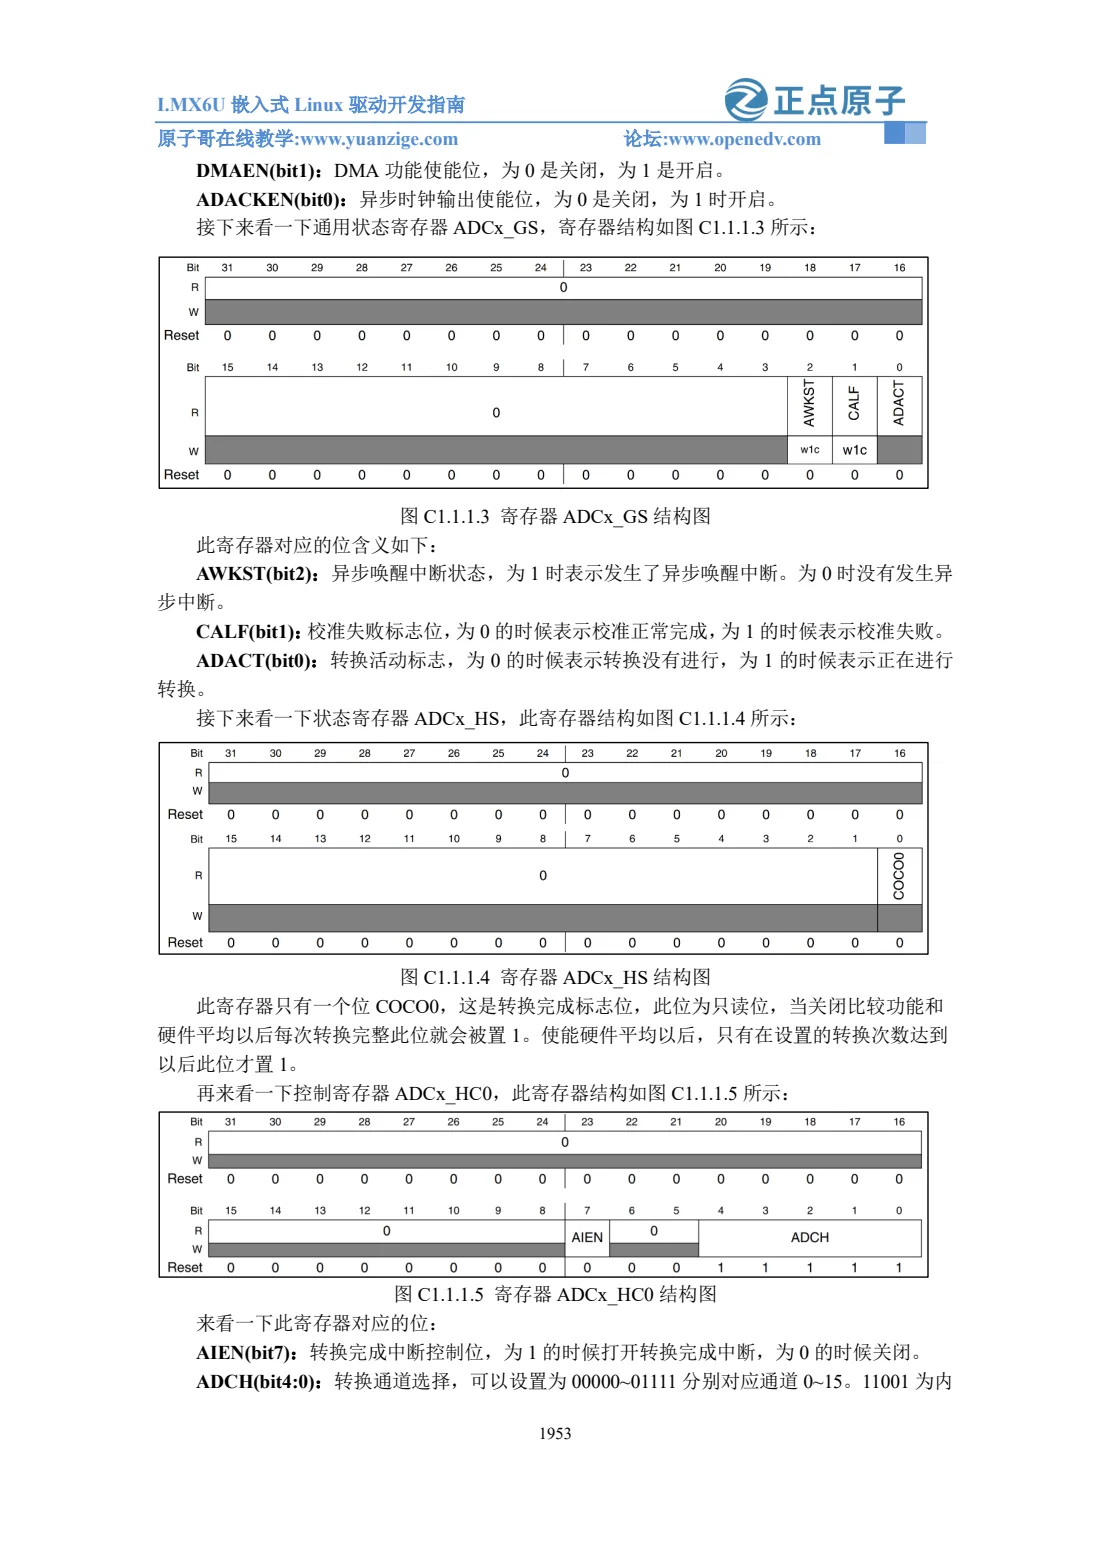 I.MX6U 嵌入式 Linux 驱动开发指南
正点原子
原子哥在线教学:www.yuanzige.com 论坛:www.openedv.com
DMAEN(bit1)：DMA 功能使能位，为 0 是关闭，为 1 是开启。
ADACKEN(bit0)：异步时钟输出使能位，为 0 是关闭，为 1 时开启。
接下来看一下通用状态寄存器 ADCx_GS，寄存器结构如图 C1.1.1.3 所示：
Bit 31 30 29 28 27 26 25 24 23 22 21 20 19 18 17 16
R 0
W
Reset 0 0 0 0 0 0 0 0 0 0 0 0 0 0 0 0
Bit 15 14 13 12 11 10 9 8 7 6 5 4 3 2 1 0
R 0 AWKST CALF ADACT
W w1c w1c
Reset 0 0 0 0 0 0 0 0 0 0 0 0 0 0 0 0
图 C1.1.1.3 寄存器 ADCx_GS 结构图
此寄存器对应的位含义如下：
AWKST(bit2)：异步唤醒中断状态，为 1 时表示发生了异步唤醒中断。为 0 时没有发生异
步中断。
CALF(bit1)：校准失败标志位，为 0 的时候表示校准正常完成，为 1 的时候表示校准失败。
ADACT(bit0)：转换活动标志，为 0 的时候表示转换没有进行，为 1 的时候表示正在进行
转换。
接下来看一下状态寄存器 ADCx_HS，此寄存器结构如图 C1.1.1.4 所示：
Bit 31 30 29 28 27 26 25 24 23 22 21 20 19 18 17 16
R 0
W
Reset 0 0 0 0 0 0 0 0 0 0 0 0 0 0 0 0
Bit 15 14 13 12 11 10 9 8 7 6 5 4 3 2 1 0
R 0 COCO0
W
Reset 0 0 0 0 0 0 0 0 0 0 0 0 0 0 0 0
图 C1.1.1.4 寄存器 ADCx_HS 结构图
此寄存器只有一个位 COCO0，这是转换完成标志位，此位为只读位，当关闭比较功能和
硬件平均以后每次转换完整此位就会被置 1。使能硬件平均以后，只有在设置的转换次数达到
以后此位才置 1。
再来看一下控制寄存器 ADCx_HC0，此寄存器结构如图 C1.1.1.5 所示：
Bit 31 30 29 28 27 26 25 24 23 22 21 20 19 18 17 16
R 0
W
Reset 0 0 0 0 0 0 0 0 0 0 0 0 0 0 0 0
Bit 15 14 13 12 11 10 9 8 7 6 5 4 3 2 1 0
R 0 AIEN 0 ADCH
W
Reset 0 0 0 0 0 0 0 0 0 0 0 1 1 1 1 1
图 C1.1.1.5 寄存器 ADCx_HC0 结构图
来看一下此寄存器对应的位：
AIEN(bit7)：转换完成中断控制位，为 1 的时候打开转换完成中断，为 0 的时候关闭。
ADCH(bit4:0)：转换通道选择，可以设置为 00000~01111 分别对应通道 0~15。11001 为内
1953